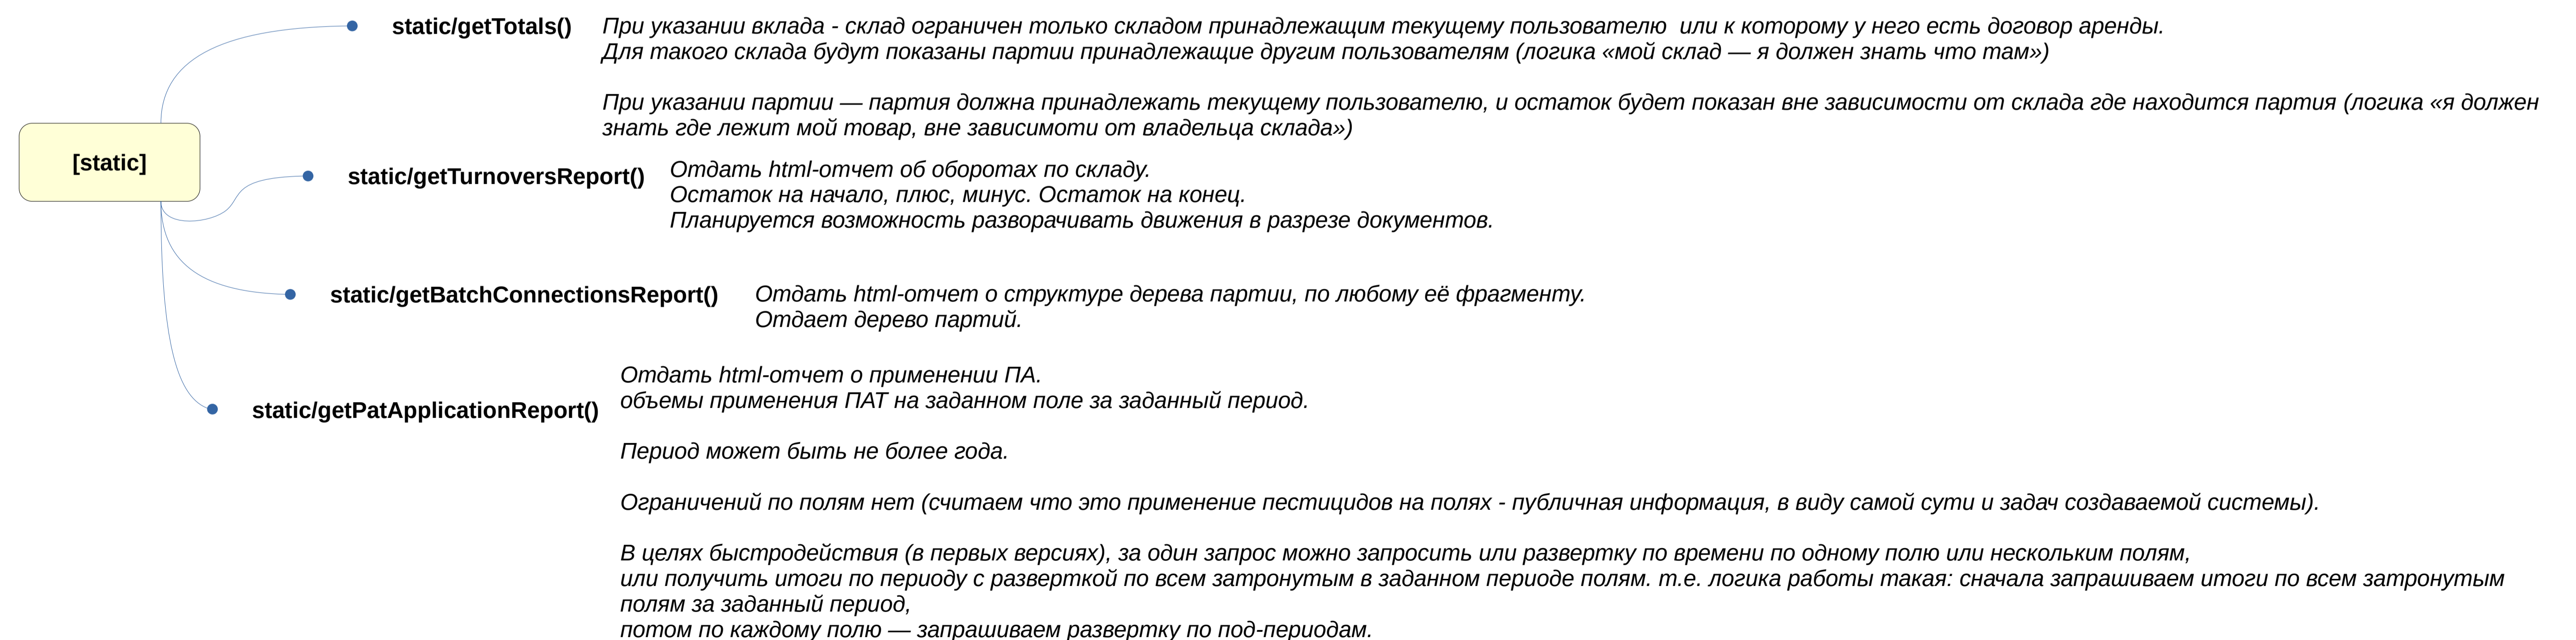 static/getTotals()
При указании вклада - склад ограничен только складом принадлежащим текущему пользователю  или к которому у него есть договор аренды.
Для такого склада будут показаны партии принадлежащие другим пользователям (логика «мой склад — я должен знать что там»)
При указании партии — партия должна принадлежать текущему пользователю, и остаток будет показан вне зависимости от склада где находится партия (логика «я должен
знать где лежит мой товар, вне зависимоти от владельца склада»)
[static]
static/getTurnoversReport()
Отдать html-отчет об оборотах по складу.
Остаток на начало, плюс, минус. Остаток на конец.
Планируется возможность разворачивать движения в разрезе документов.
static/getBatchConnectionsReport()
Отдать html-отчет о структуре дерева партии, по любому её фрагменту.
Отдает дерево партий.
static/getPatApplicationReport()
Отдать html-отчет о применении ПА.
объемы применения ПАТ на заданном поле за заданный период.
Период может быть не более года.
Ограничений по полям нет (считаем что это применение пестицидов на полях - публичная информация, в виду самой сути и задач создаваемой системы).
В целях быстродействия (в первых версиях), за один запрос можно запросить или развертку по времени по одному полю или нескольким полям,
или получить итоги по периоду с разверткой по всем затронутым в заданном периоде полям. т.е. логика работы такая: сначала запрашиваем итоги по всем затронутым
полям за заданный период,
потом по каждому полю — запрашиваем развертку по под-периодам.